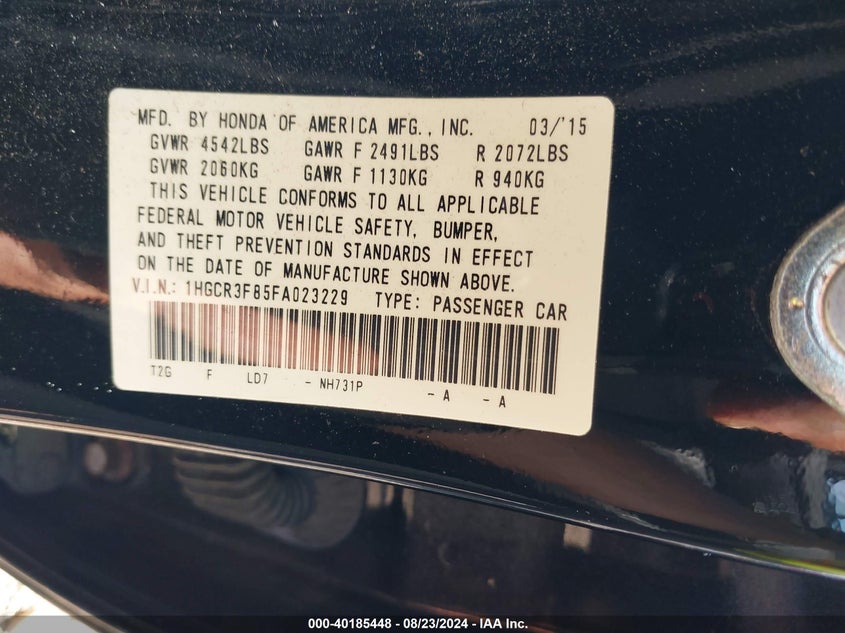 MFD. BY HONDA OF AMERICA MFG., INC. 03/'15
GVWR 4542LBS GAWR F 2491LBS R 2072LBS
GVWR 2060KG GAWR F 1130KG R 940KG
THIS VEHICLE CONFORMS TO ALL APPLICABLE
FEDERAL MOTOR VEHICLE SAFETY, BUMPER,
AND THEFT PREVENTION STANDARDS IN EFFECT
ON THE DATE OF MANUFACTURE SHOWN ABOVE.
V.I.N.: 1HGCR3F85FA023229 TYPE: PASSENGER CAR
T2G F LD7 - NH731P - A - A
000-40185448 - 08/23/2024 - IAA Inc.